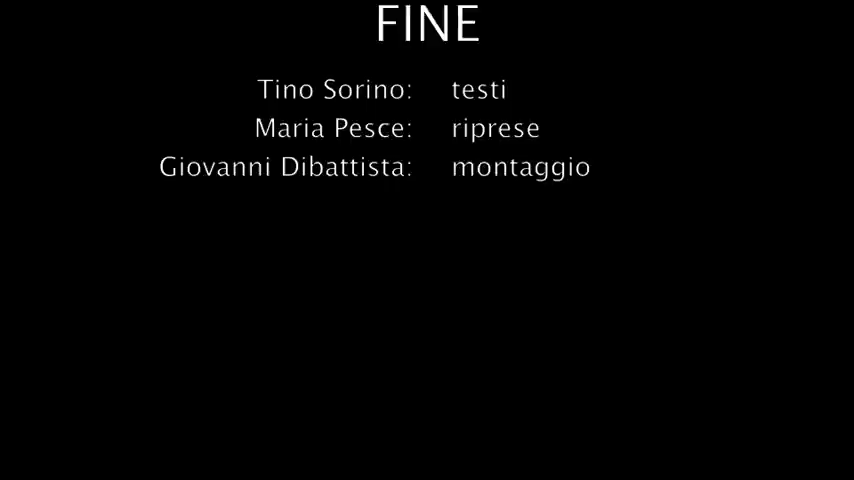 FINE
Tino Sorino: testi
Maria Pesce: riprese
Giovanni Dibattista: montaggio